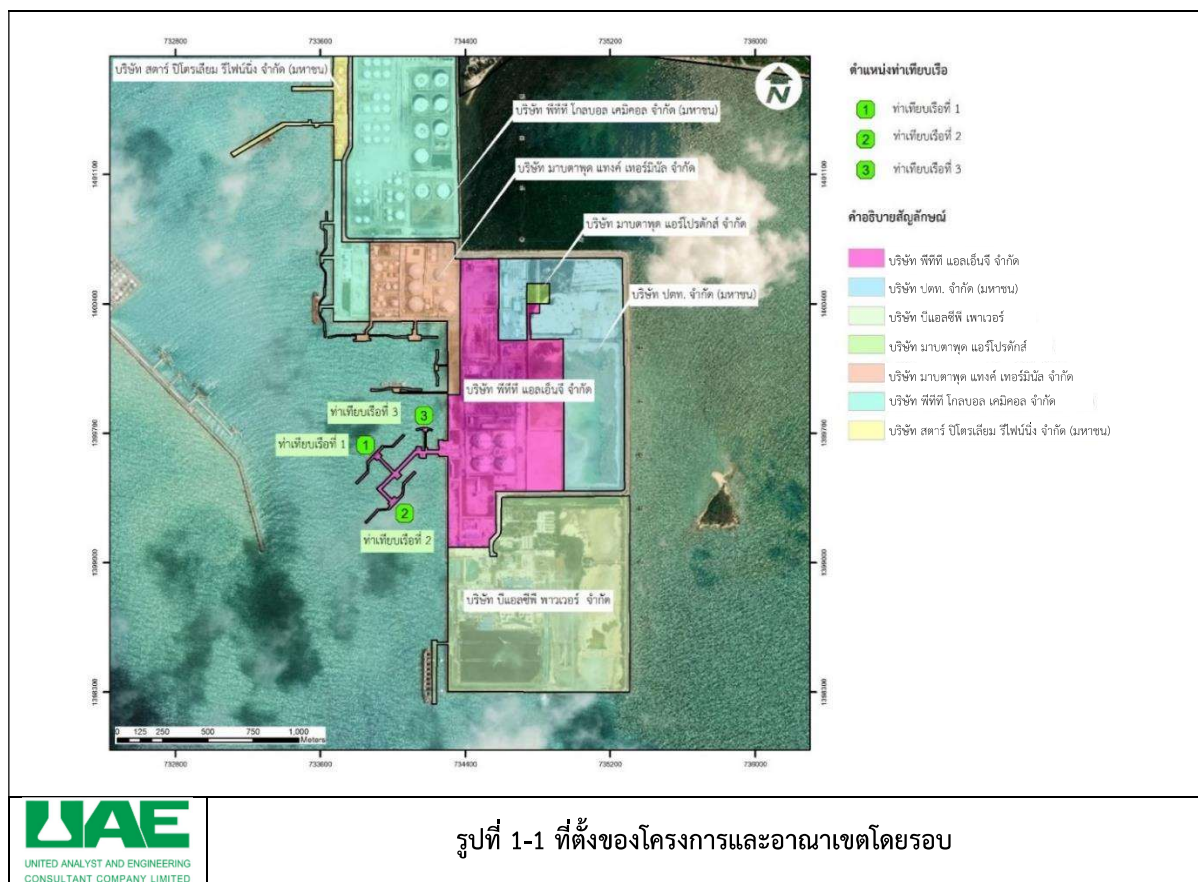 732800 733600 734400 735200 736000
บริษัท สตาร์ ปิโตรเลียม รีไฟน์นิ่ง จำกัด (มหาชน)
N
บริษัท พีทีที โกลบอล เคมิคอล จำกัด (มหาชน)
บริษัท มาบตาพุด แทงค์ เทอร์มินัล จำกัด
บริษัท มาบตาพุด แอร์โปรดักส์ จำกัด
บริษัท ปตท. จำกัด (มหาชน)
บริษัท พีทีที แอลเอ็นจี จำกัด
ท่าเทียบเรือที่ 3
3
ท่าเทียบเรือที่ 1
1
2
ท่าเทียบเรือที่ 2
บริษัท บีแอลซีพี พาวเวอร์ จำกัด
1401100 1401100
1400400 1400400
1399700 1399700
1399000 1399000
1398300 1398300
0 125 250 500 750 1,000
Meters
732800 733600 734400 735200 736000
ตำแหน่งท่าเทียบเรือ
1 ท่าเทียบเรือที่ 1
2 ท่าเทียบเรือที่ 2
3 ท่าเทียบเรือที่ 3
คำอธิบายสัญลักษณ์
บริษัท พีทีที แอลเอ็นจี จำกัด
บริษัท ปตท. จำกัด (มหาชน)
บริษัท บีแอลซีพี เพาเวอร์
บริษัท มาบตาพุด แอร์โปรดักส์
บริษัท มาบตาพุด แทงค์ เทอร์มินัล จำกัด
บริษัท พีทีที โกลบอล เคมิคอล จำกัด (
บริษัท สตาร์ ปิโตรเลียม รีไฟน์นิ่ง จำกัด (มหาชน)
UAE
UNITED ANALYST AND ENGINEERING
CONSULTANT COMPANY LIMITED
รูปที่ 1-1 ที่ตั้งของโครงการและอาณาเขตโดยรอบ